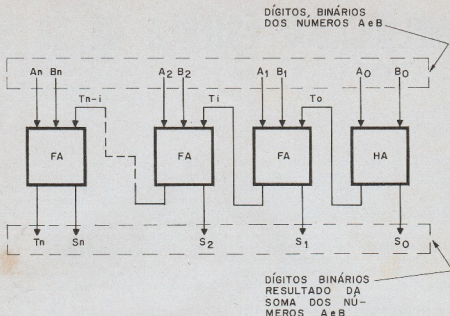 DÍGITOS, BINÁRIOS
DOS NÚMEROS A e B
An Bn A2 B2 A1 B1 A0 B0
Tn-i Ti To
FA FA FA HA
Tn Sn S2 S1 S0
DÍGITOS BINÁRIOS
RESULTADO DA
SOMA DOS NÚ-
MEROS A e B